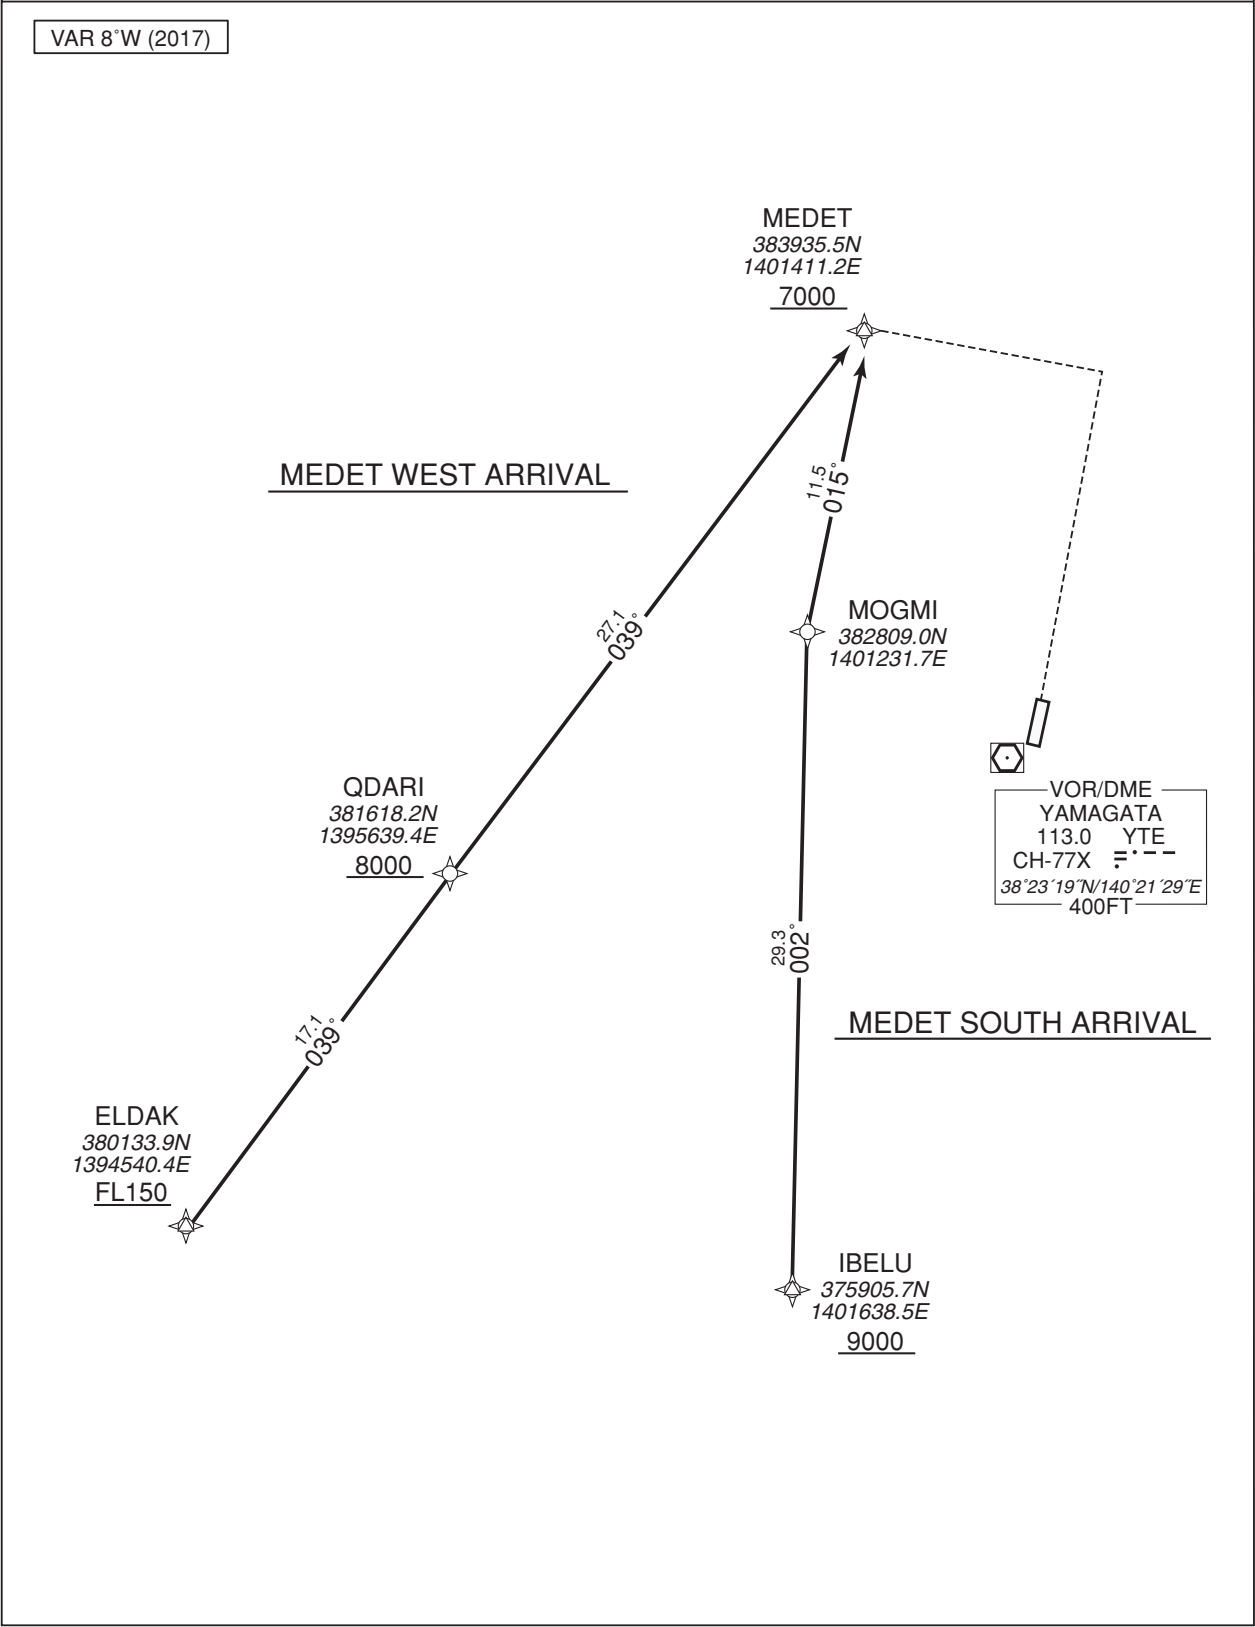 VAR 8°W (2017)
MEDET
383935.5N
1401411.2E
7000
MEDET WEST ARRIVAL
11.5
015°
27.1
039°
MOGMI
382809.0N
1401231.7E
QDARI
381618.2N
1395639.4E
8000
VOR/DME
YAMAGATA
113.0 YTE
CH-77X
38°23´19˝N/140°21´29˝E
400FT
29.3
002°
17.1
039°
MEDET SOUTH ARRIVAL
ELDAK
380133.9N
1394540.4E
FL150
IBELU
375905.7N
1401638.5E
9000